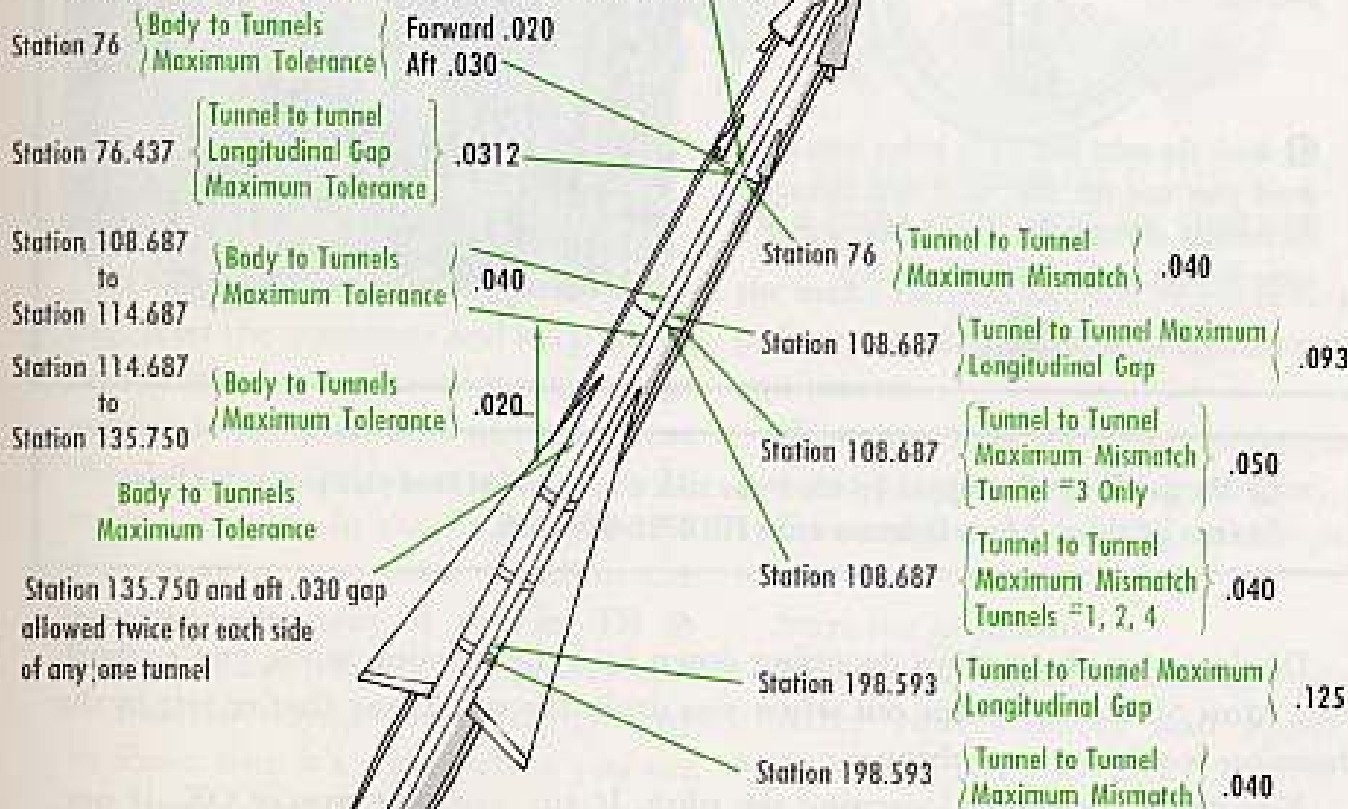 Station 76 Body to Tunnels Maximum Tolerance Forward .020
Aft .030
Station 76.437 Tunnel to tunnel
Longitudinal Gap
Maximum Tolerance .0312
Station 108.687
to
Station 114.687
Body to Tunnels
Maximum Tolerance
.040
Station 114.687
to
Station 135.750
Body to Tunnels
Maximum Tolerance
.020
Body to Tunnels
Maximum Tolerance
Station 135.750 and aft .030 gap
allowed twice for each side
of any one tunnel
Station 76
Tunnel to Tunnel
Maximum Mismatch
.040
Station 108.687
Tunnel to Tunnel Maximum
Longitudinal Gap
.093
Station 108.687
Tunnel to Tunnel
Maximum Mismatch
Tunnel #3 Only
.050
Station 108.687
Tunnel to Tunnel
Maximum Mismatch
Tunnels #1, 2, 4
.040
Station 198.593
Tunnel to Tunnel Maximum
Longitudinal Gap
.125
Station 198.593
Tunnel to Tunnel
Maximum Mismatch
.040